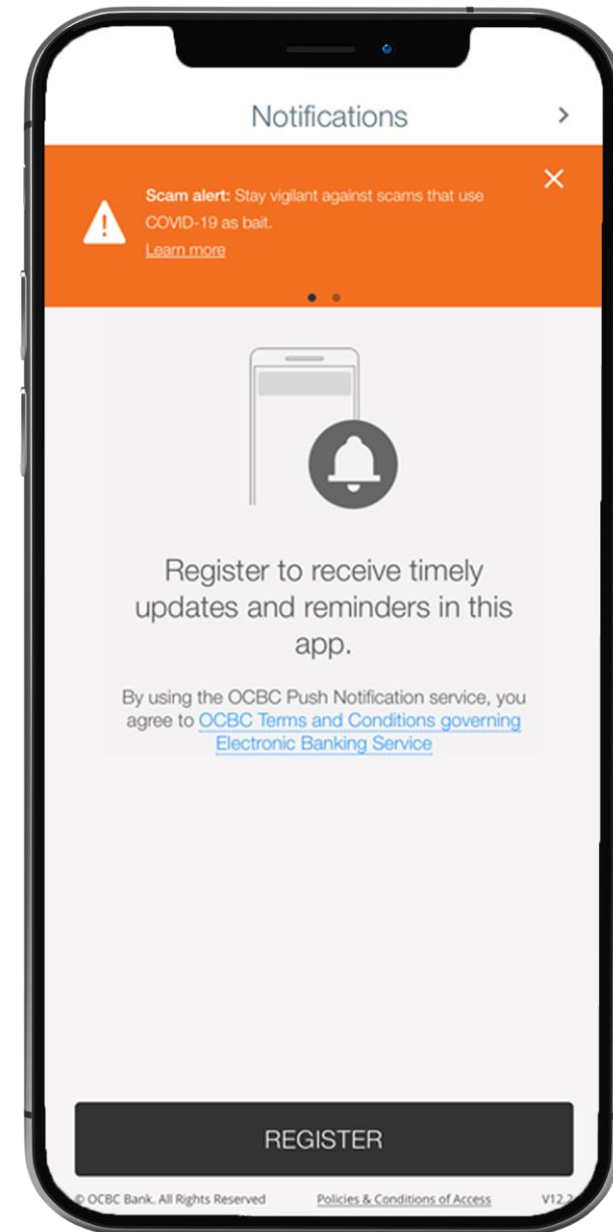 Notifications
Scam alert: Stay vigilant against scams that use
COVID-19 as bait.
Learn more
Register to receive timely
updates and reminders in this
app.
By using the OCBC Push Notification service, you
agree to OCBC Terms and Conditions governing
Electronic Banking Service
REGISTER
© OCBC Bank. All Rights Reserved Policies & Conditions of Access V12.2